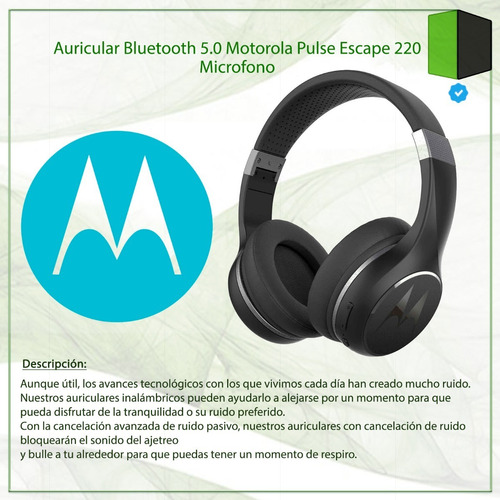 Auricular Bluetooth 5.0 Motorola Pulse Escape 220
Microfono
Descripción:
Aunque útil, los avances tecnológicos con los que vivimos cada día han creado mucho ruido.
Nuestros auriculares inalámbricos pueden ayudarlo a alejarse por un momento para que
pueda disfrutar de la tranquilidad o su ruido preferido.
Con la cancelación avanzada de ruido pasivo, nuestros auriculares con cancelación de ruido
bloquearán el sonido del ajetreo
y bulle a tu alrededor para que puedas tener un momento de respiro.